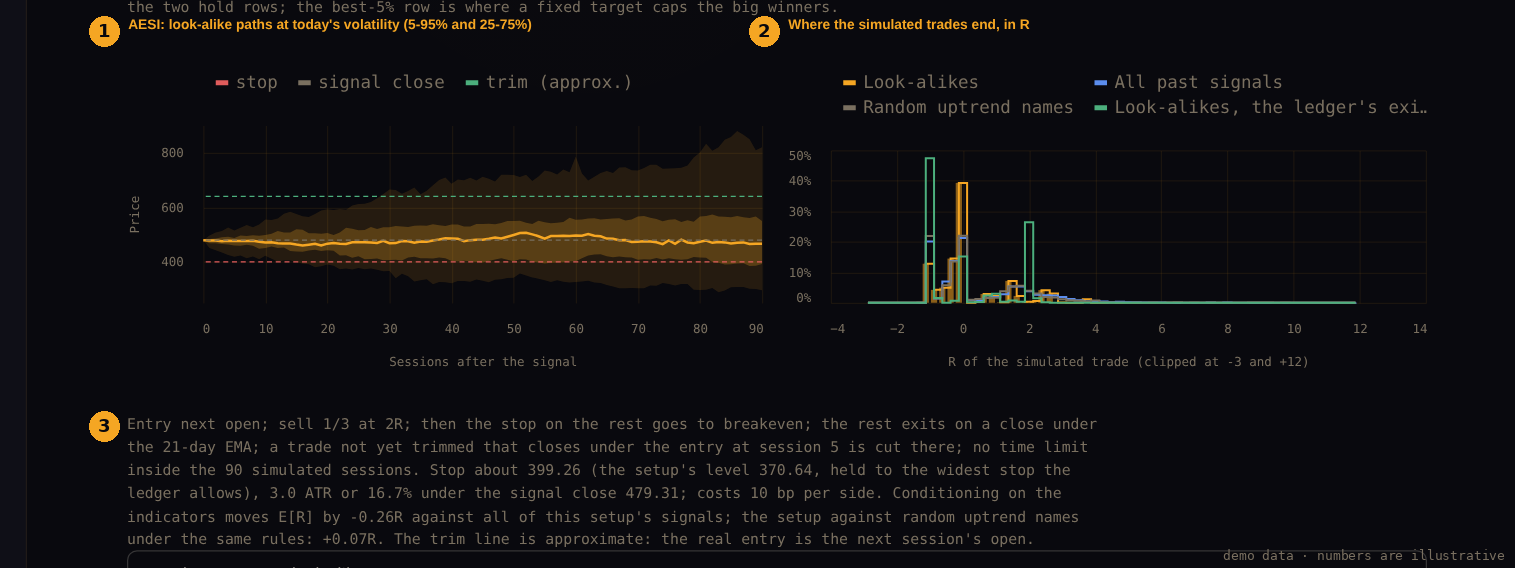 the two hold rows; the best-5% row is where a fixed target caps the big winners.
1 AESI: look-alike paths at today's volatility (5-95% and 25-75%)
stop signal close trim (approx.)
800
600
400
Price
0 10 20 30 40 50 60 70 80 90
Sessions after the signal
2 Where the simulated trades end, in R
Look-alikes All past signals
Random uptrend names Look-alikes, the ledger's exi…
50%
40%
30%
20%
10%
0%
−4 −2 0 2 4 6 8 10 12 14
R of the simulated trade (clipped at -3 and +12)
3 Entry next open; sell 1/3 at 2R; then the stop on the rest goes to breakeven; the rest exits on a close under
the 21-day EMA; a trade not yet trimmed that closes under the entry at session 5 is cut there; no time limit
inside the 90 simulated sessions. Stop about 399.26 (the setup's level 370.64, held to the widest stop the
ledger allows), 3.0 ATR or 16.7% under the signal close 479.31; costs 10 bp per side. Conditioning on the
indicators moves E[R] by -0.26R against all of this setup's signals; the setup against random uptrend names
under the same rules: +0.07R. The trim line is approximate: the real entry is the next session's open.
demo data · numbers are illustrative